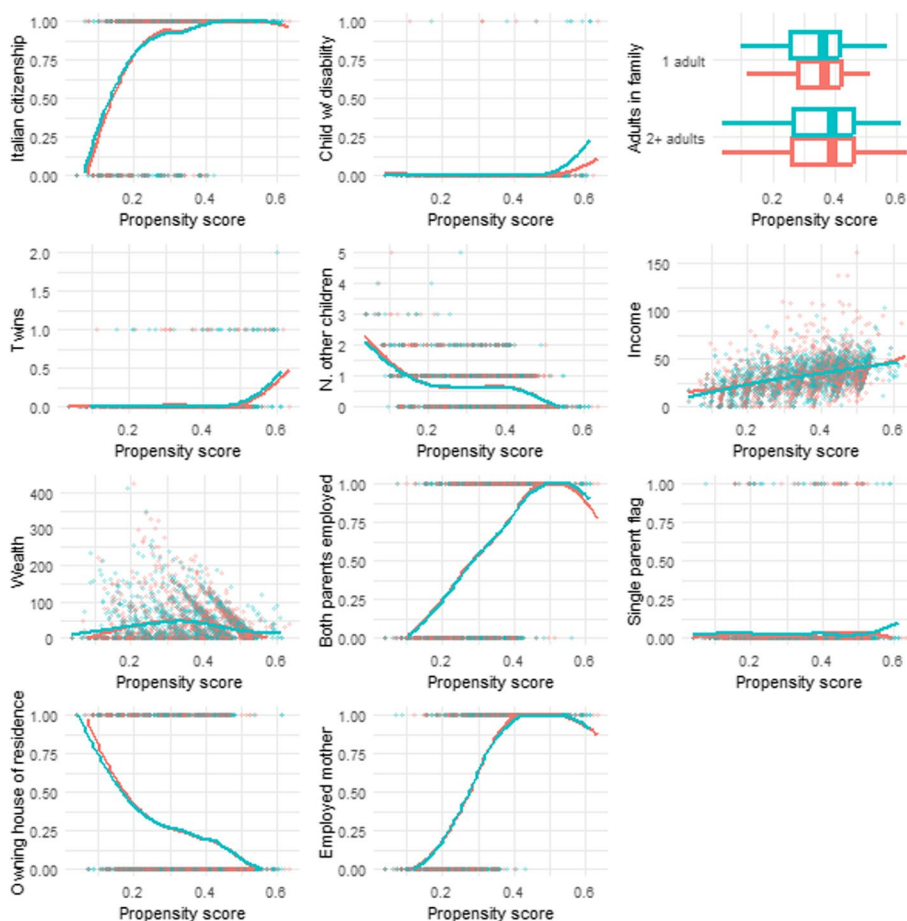 Italian citizenship
1.00
0.75
0.50
0.25
0.00
0.2 0.4 0.6
Propensity score
Child w/ disability
1.00
0.75
0.50
0.25
0.00
0.2 0.4 0.6
Propensity score
Adults in family
1 adult
2+ adults
0.2 0.4 0.6
Propensity score
Twins
2.0
1.5
1.0
0.5
0.0
0.2 0.4 0.6
Propensity score
N. other children
5
4
3
2
1
0
0.2 0.4 0.6
Propensity score
Income
150
100
50
0
0.2 0.4 0.6
Propensity score
Wealth
400
300
200
100
0
0.2 0.4 0.6
Propensity score
Both parents employed
1.00
0.75
0.50
0.25
0.00
0.2 0.4 0.6
Propensity score
Single parent flag
1.00
0.75
0.50
0.25
0.00
0.2 0.4 0.6
Propensity score
Owning house of residence
1.00
0.75
0.50
0.25
0.00
0.2 0.4 0.6
Propensity score
Employed mother
1.00
0.75
0.50
0.25
0.00
0.2 0.4 0.6
Propensity score